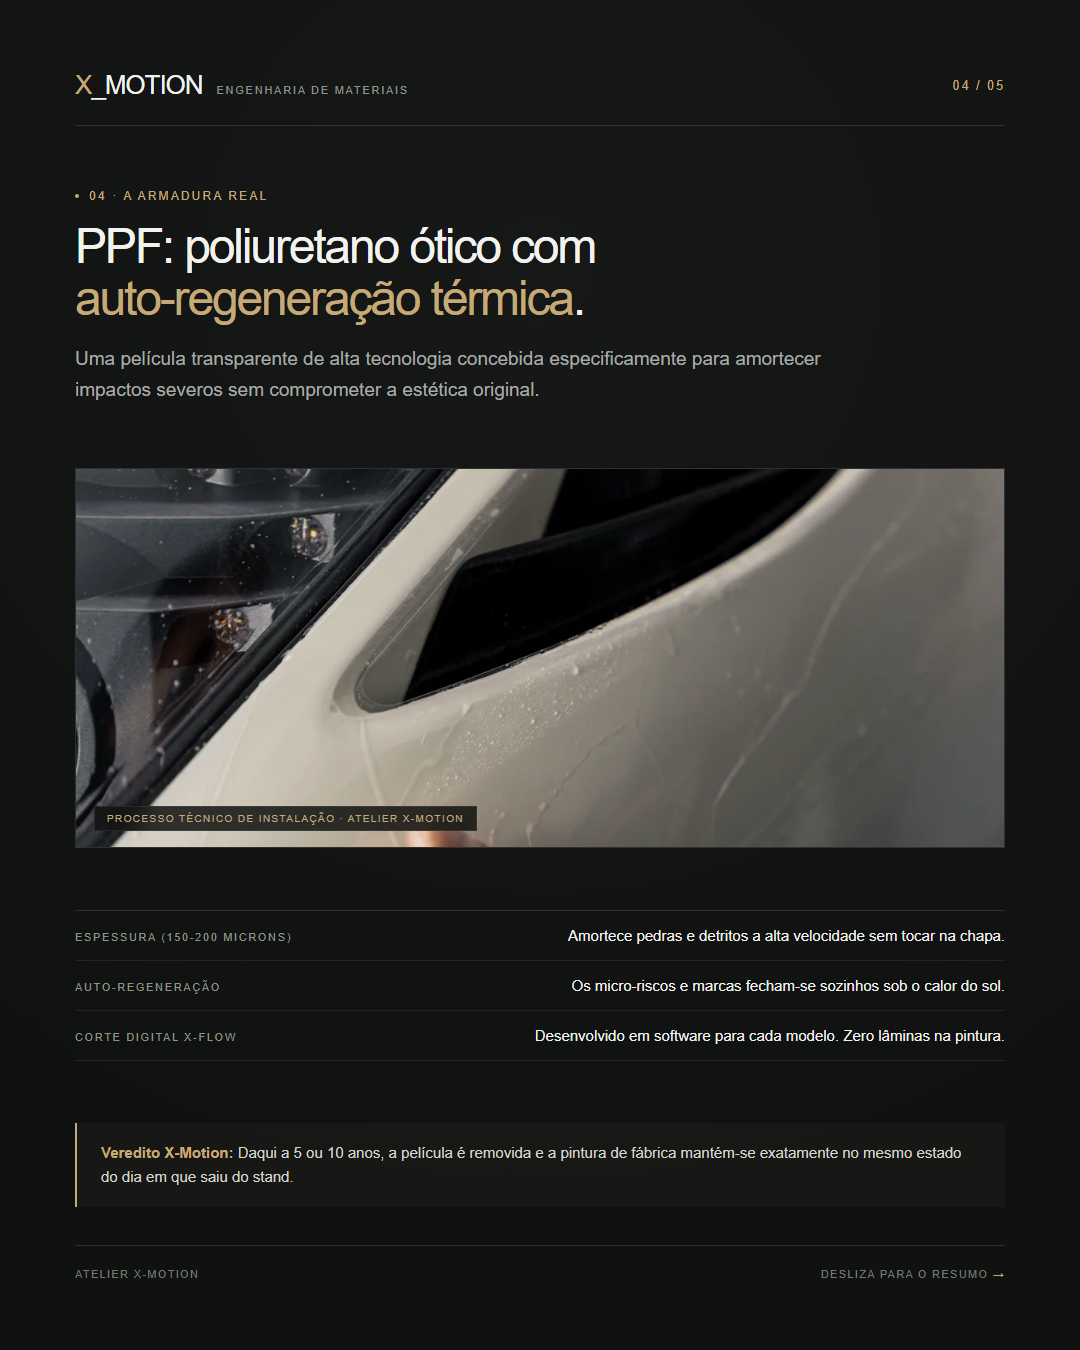 X_MOTION ENGENHARIA DE MATERIAIS
04 / 05
• 04 · A ARMADURA REAL
PPF: poliuretano ótico com
auto-regeneração térmica.
Uma película transparente de alta tecnologia concebida especificamente para amortecer
impactos severos sem comprometer a estética original.
PROCESSO TÉCNICO DE INSTALAÇÃO · ATELIER X-MOTION
ESPESSURA (150-200 MICRONS)
Amortece pedras e detritos a alta velocidade sem tocar na chapa.
AUTO-REGENERAÇÃO
Os micro-riscos e marcas fecham-se sozinhos sob o calor do sol.
CORTE DIGITAL X-FLOW
Desenvolvido em software para cada modelo. Zero lâminas na pintura.
Veredito X-Motion: Daqui a 5 ou 10 anos, a película é removida e a pintura de fábrica mantém-se exatamente no mesmo estado
do dia em que saiu do stand.
ATELIER X-MOTION
DESLIZA PARA O RESUMO →